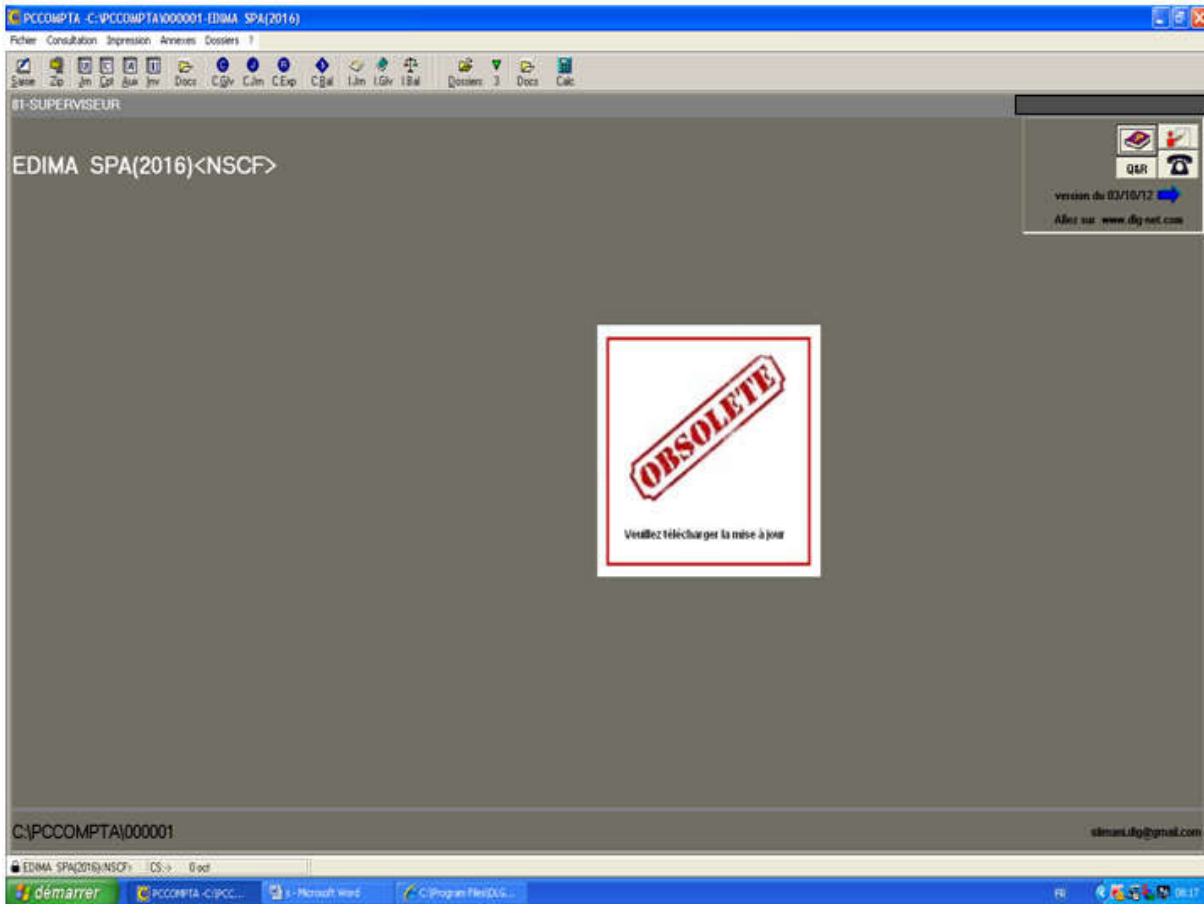 PCCOMPTA -C:\PCCOMPTA\000001-EDIMA SPA(2016)
Fichier Consultation Impression Annexes Dossiers ?
Saisie Zip Jrn Cpt Aux Inv Docs C.Glv C.Jrn C.Exp C.Bal I.Jrn I.Glv I.Bal Dossiers 3 Docs Calc
01-SUPERVISEUR
EDIMA SPA(2016)<NSCF>
Q&R
version du 03/10/12
Allez sur www.dlg-net.com
OBSOLETE
Veuillez télécharger la mise à jour
C:\PCCOMPTA\000001
slimani.dlg@gmail.com
EDIMA SPA(2016)<NSCF> CS-> 0 oct
démarrer PCCOMPTA -C:\PCC... s - Microsoft Word C:\Program Files\DLG... FR 08:17